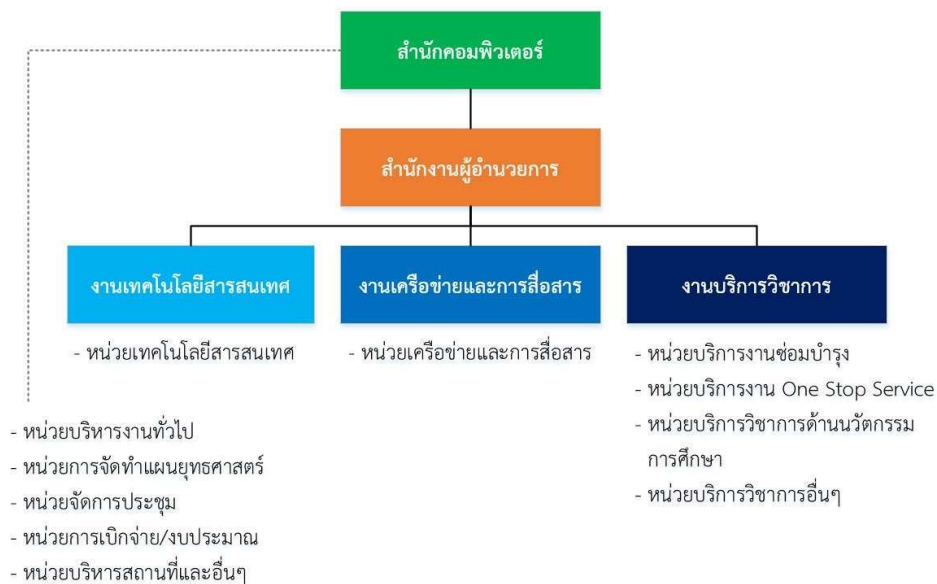 สำนักคอมพิวเตอร์
สำนักงานผู้อำนวยการ
งานเทคโนโลยีสารสนเทศ
งานเครือข่ายและการสื่อสาร
งานบริการวิชาการ
- หน่วยเทคโนโลยีสารสนเทศ
- หน่วยเครือข่ายและการสื่อสาร
- หน่วยบริการงานซ่อมบำรุง
- หน่วยบริการงาน One Stop Service
- หน่วยบริการวิชาการด้านนวัตกรรม
การศึกษา
- หน่วยบริการวิชาการอื่นๆ
- หน่วยบริหารงานทั่วไป
- หน่วยการจัดทำแผนยุทธศาสตร์
- หน่วยจัดการประชุม
- หน่วยการเบิกจ่าย/งบประมาณ
- หน่วยบริหารสถานที่และอื่นๆ